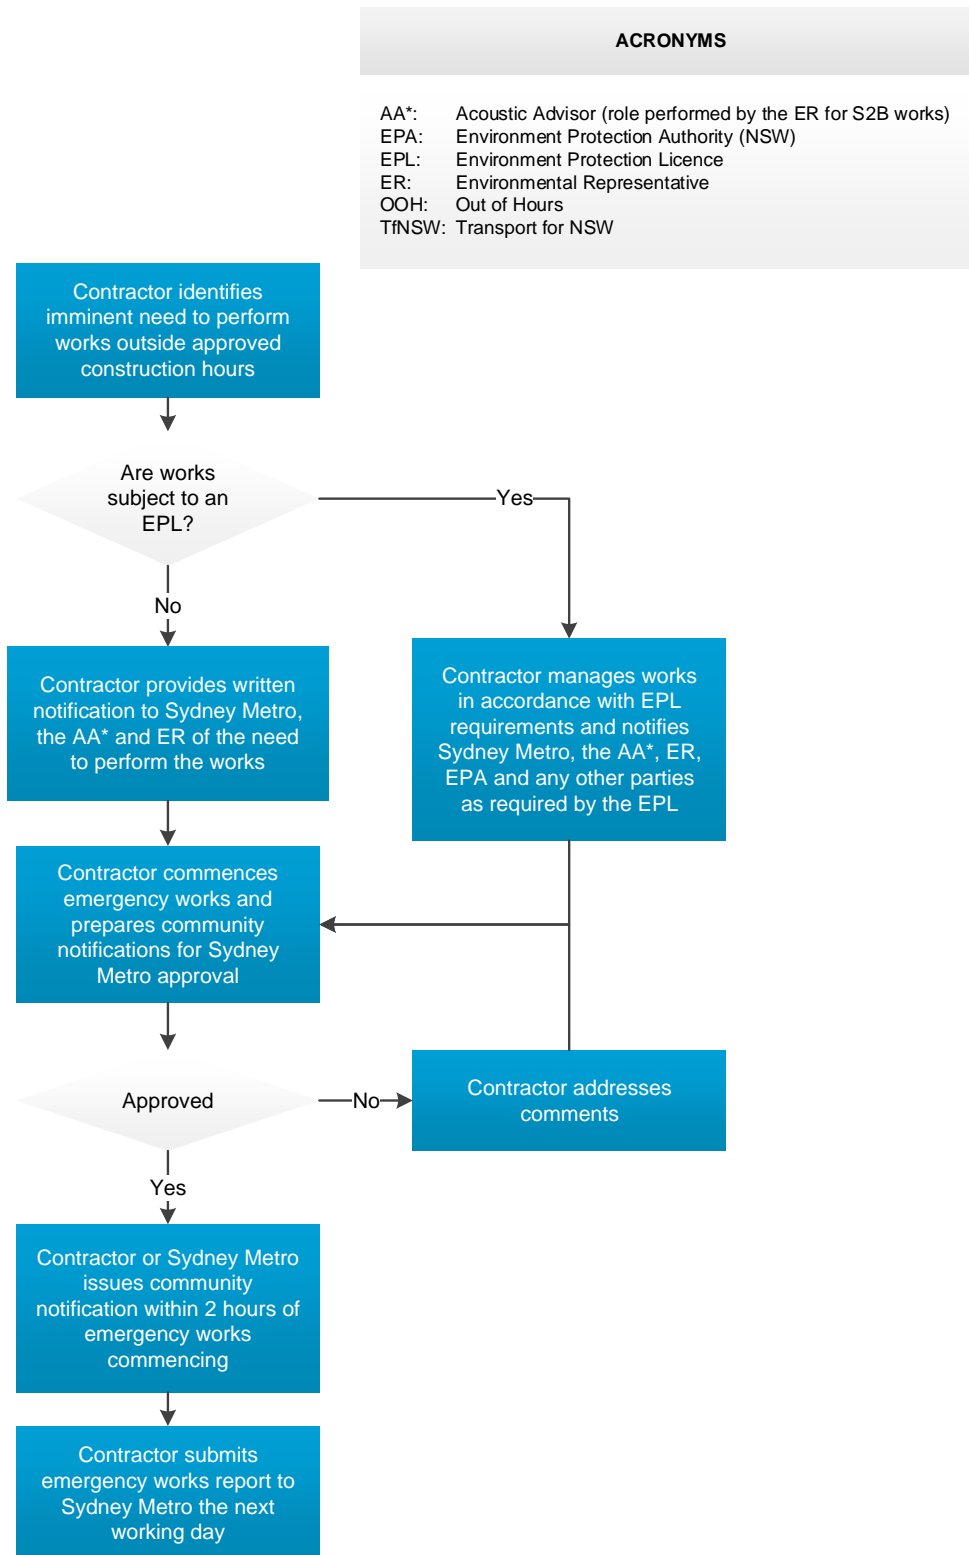 ACRONYMS
AA*: Acoustic Advisor (role performed by the ER for S2B works)
EPA: Environment Protection Authority (NSW)
EPL: Environment Protection Licence
ER: Environmental Representative
OOH: Out of Hours
TfNSW: Transport for NSW
Contractor identifies
imminent need to perform
works outside approved
construction hours
Are works
subject to an
EPL?
Yes
No
Contractor provides written
notification to Sydney Metro,
the AA* and ER of the need
to perform the works
Contractor manages works
in accordance with EPL
requirements and notifies
Sydney Metro, the AA*, ER,
EPA and any other parties
as required by the EPL
Contractor commences
emergency works and
prepares community
notifications for Sydney
Metro approval
Approved
No
Contractor addresses
comments
Yes
Contractor or Sydney Metro
issues community
notification within 2 hours of
emergency works
commencing
Contractor submits
emergency works report to
Sydney Metro the next
working day